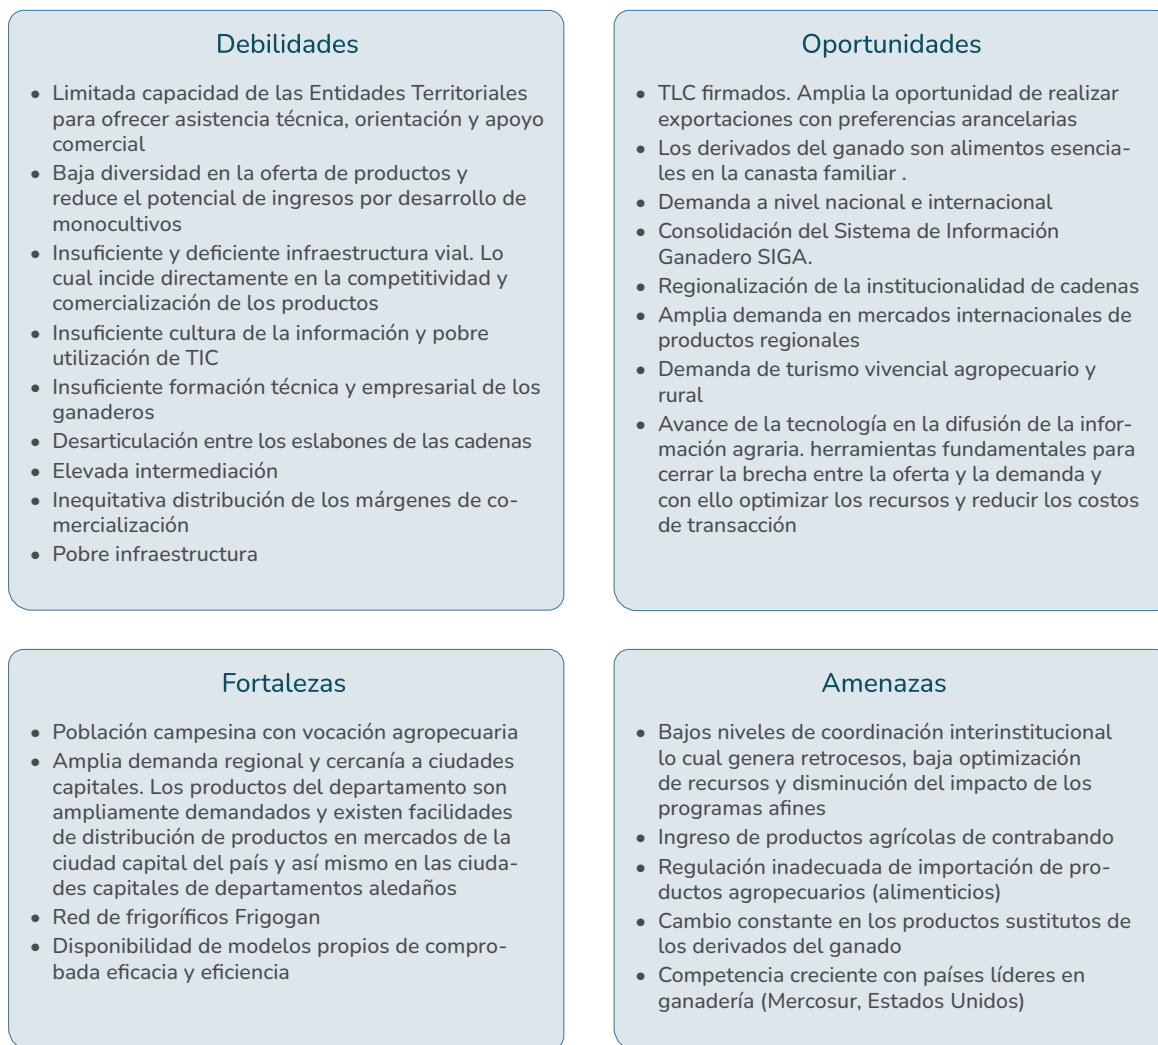 Debilidades
• Limitada capacidad de las Entidades Territoriales
para ofrecer asistencia técnica, orientación y apoyo
comercial
• Baja diversidad en la oferta de productos y
reduce el potencial de ingresos por desarrollo de
monocultivos
• Insuficiente y deficiente infraestructura vial. Lo
cual incide directamente en la competitividad y
comercialización de los productos
• Insuficiente cultura de la información y pobre
utilización de TIC
• Insuficiente formación técnica y empresarial de los
ganaderos
• Desarticulación entre los eslabones de las cadenas
• Elevada intermediación
• Inequitativa distribución de los márgenes de co-
mercialización
• Pobre infraestructura
Oportunidades
• TLC firmados. Amplia la oportunidad de realizar
exportaciones con preferencias arancelarias
• Los derivados del ganado son alimentos esencia-
les en la canasta familiar .
• Demanda a nivel nacional e internacional
• Consolidación del Sistema de Información
Ganadero SIGA.
• Regionalización de la institucionalidad de cadenas
• Amplia demanda en mercados internacionales de
productos regionales
• Demanda de turismo vivencial agropecuario y
rural
• Avance de la tecnología en la difusión de la infor-
mación agraria. herramientas fundamentales para
cerrar la brecha entre la oferta y la demanda y
con ello optimizar los recursos y reducir los costos
de transacción
Fortalezas
• Población campesina con vocación agropecuaria
• Amplia demanda regional y cercanía a ciudades
capitales. Los productos del departamento son
ampliamente demandados y existen facilidades
de distribución de productos en mercados de la
ciudad capital del país y así mismo en las ciuda-
des capitales de departamentos aledaños
• Red de frigoríficos Frigogan
• Disponibilidad de modelos propios de compro-
bada eficacia y eficiencia
Amenazas
• Bajos niveles de coordinación interinstitucional
lo cual genera retrocesos, baja optimización
de recursos y disminución del impacto de los
programas afines
• Ingreso de productos agrícolas de contrabando
• Regulación inadecuada de importación de pro-
ductos agropecuarios (alimenticios)
• Cambio constante en los productos sustitutos de
los derivados del ganado
• Competencia creciente con países líderes en
ganadería (Mercosur, Estados Unidos)